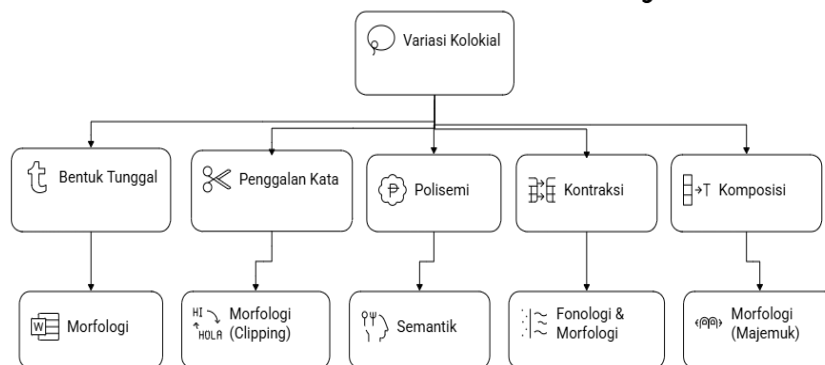 Variasi Kolokial
Bentuk Tunggal
Penggalan Kata
Polisemi
Kontraksi
T Komposisi
W Morfologi
HI
HOLA
Morfologi
(Clipping)
Semantik
Fonologi &
Morfologi
Morfologi
(Majemuk)